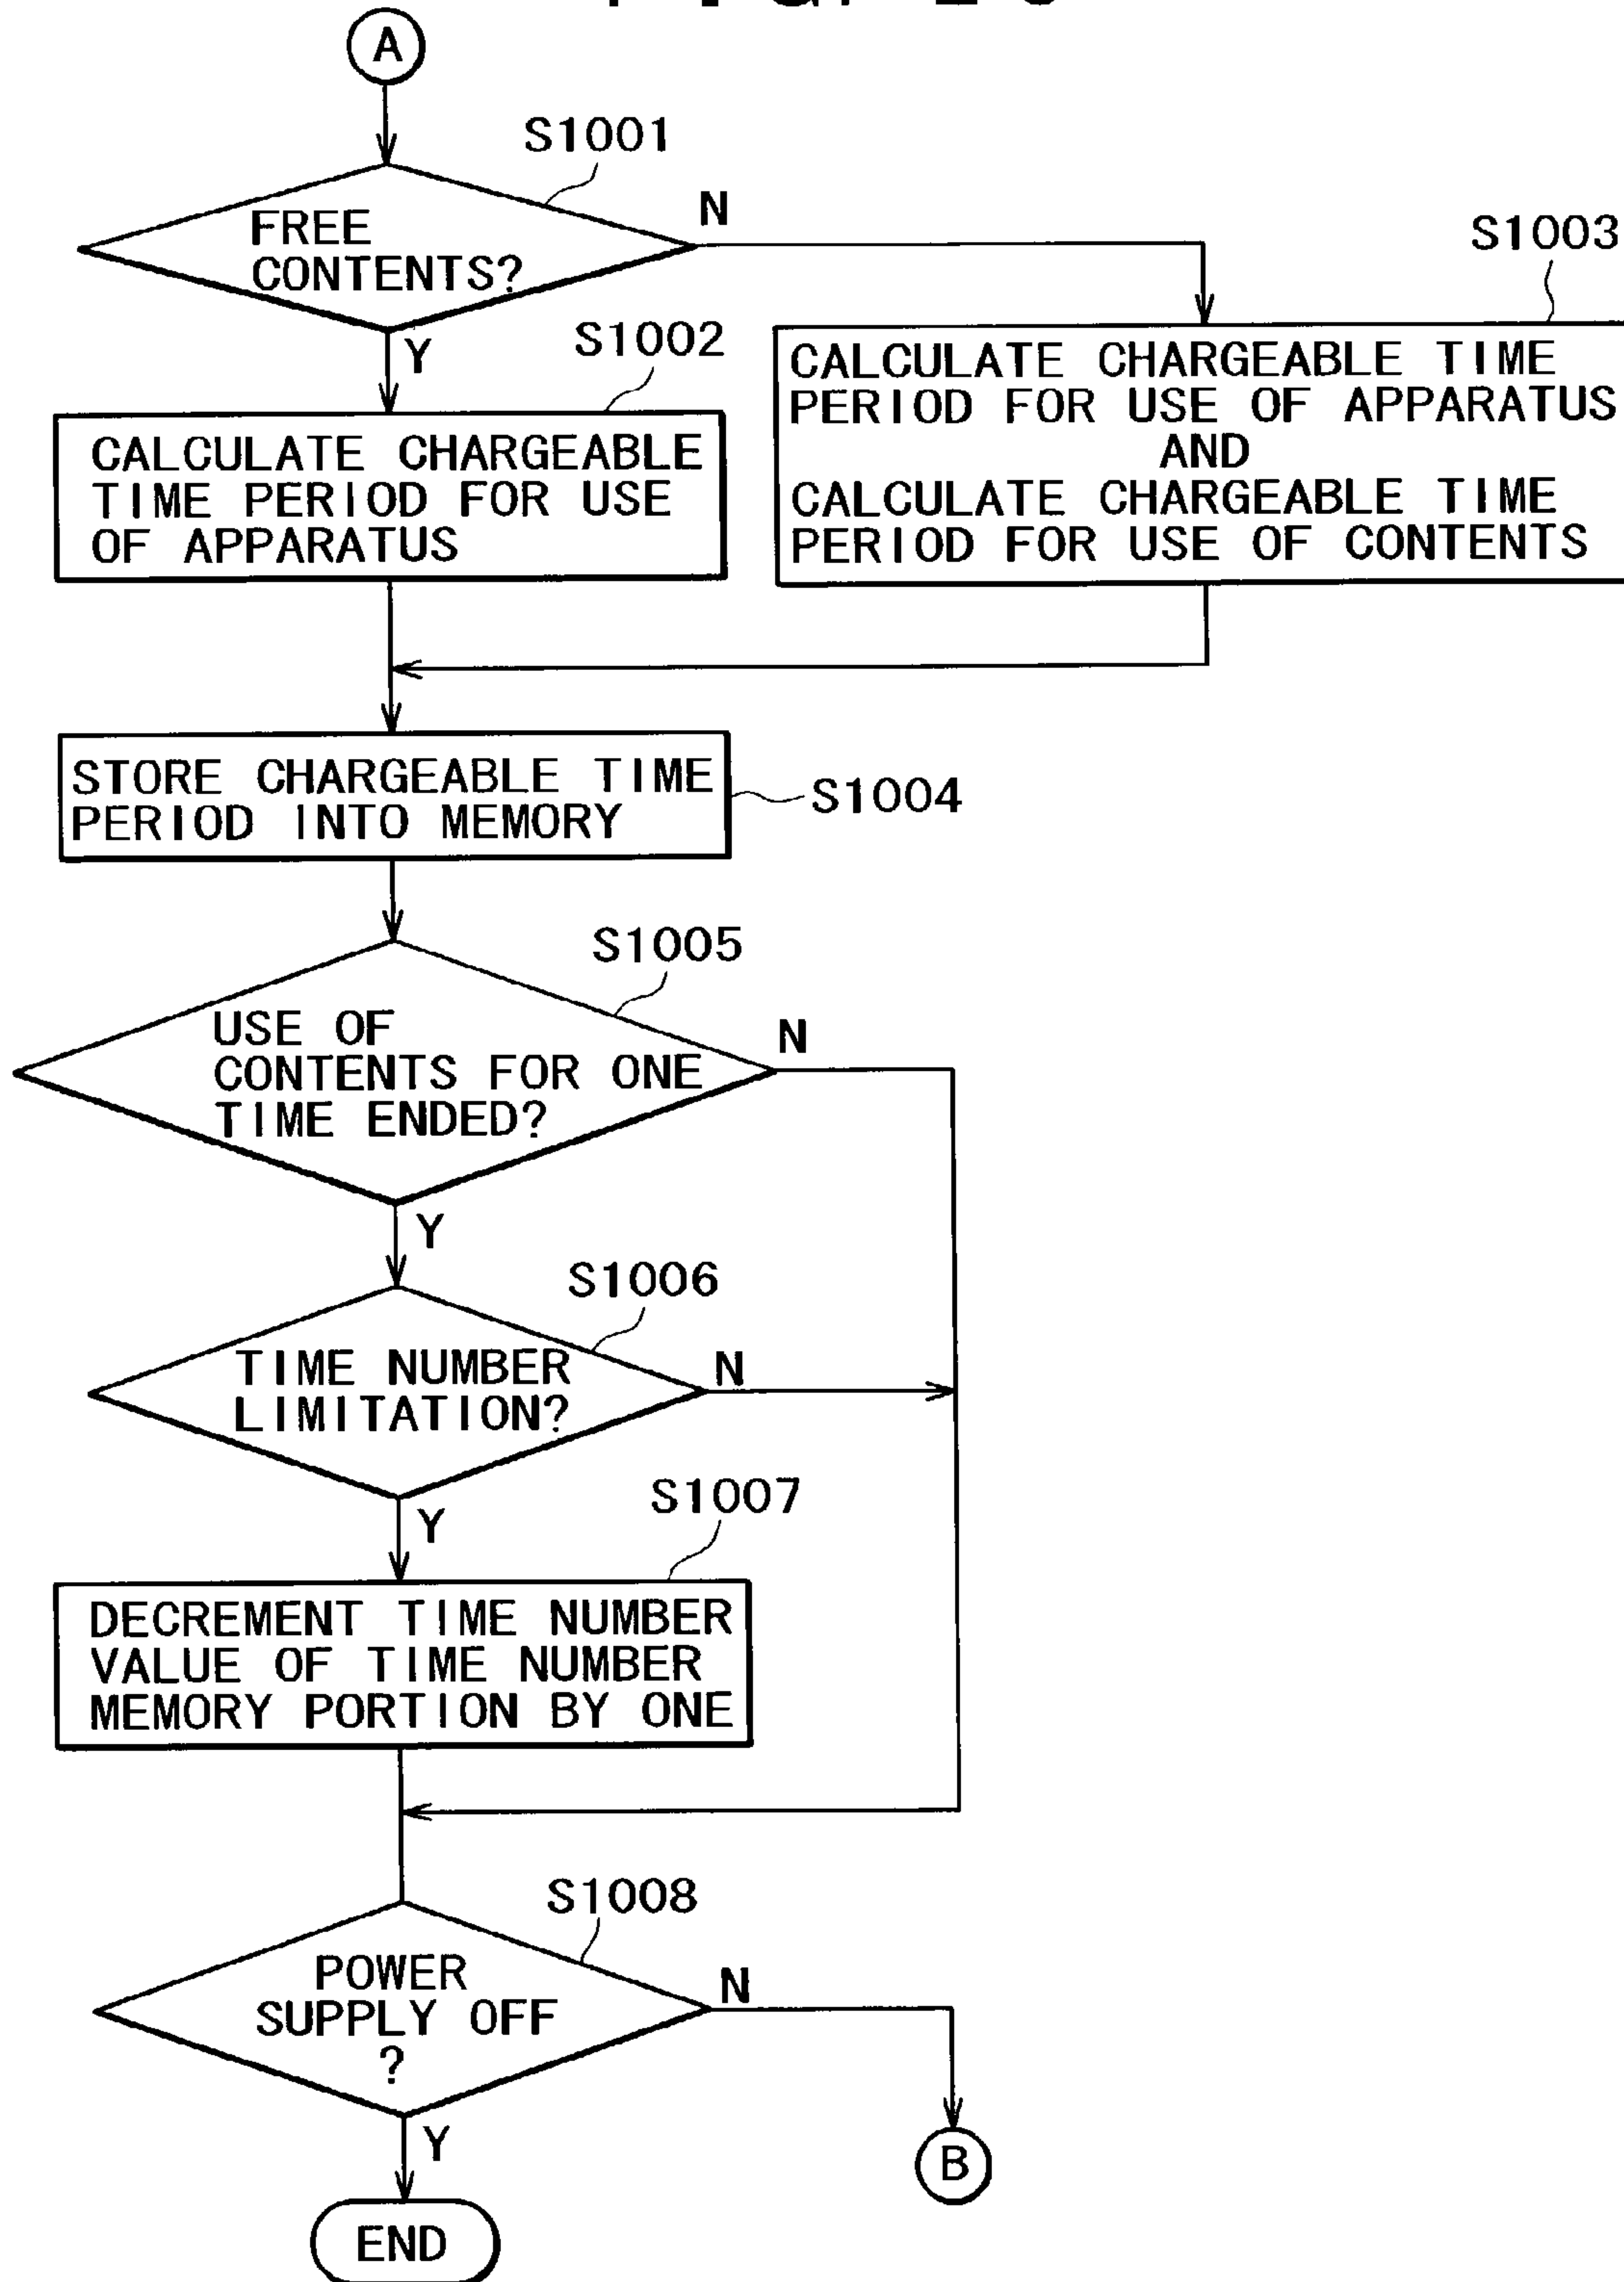 A
S1001
FREE
CONTENTS?
N
Y
S1002
CALCULATE CHARGEABLE
TIME PERIOD FOR USE
OF APPARATUS
S1003
CALCULATE CHARGEABLE TIME
PERIOD FOR USE OF APPARATUS
AND
CALCULATE CHARGEABLE TIME
PERIOD FOR USE OF CONTENTS
STORE CHARGEABLE TIME
PERIOD INTO MEMORY
S1004
S1005
USE OF
CONTENTS FOR ONE
TIME ENDED?
N
Y
S1006
TIME NUMBER
LIMITATION?
N
Y
S1007
DECREMENT TIME NUMBER
VALUE OF TIME NUMBER
MEMORY PORTION BY ONE
S1008
POWER
SUPPLY OFF
?
N
Y
B
END